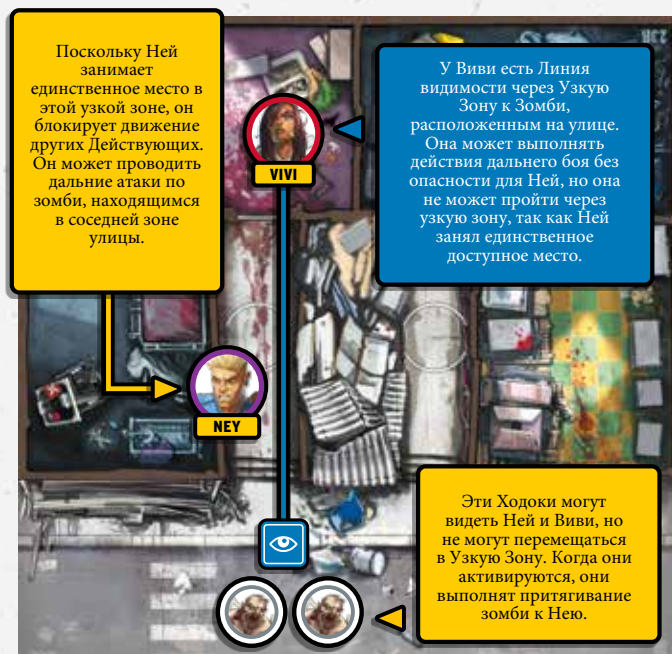 Поскольку Ней
занимает
единственное место в
этой узкой зоне, он
блокирует движение
других Действующих.
Он может проводить
дальние атаки по
зомби, находящимся
в соседней зоне
улицы.
У Виви есть Линия
видимости через Узкую
Зону к Зомби,
расположенным на улице.
Она может выполнять
действия дальнего боя без
опасности для Ней, но она
не может пройти через
узкую зону, так как Ней
занял единственное
доступное место.
VIVI
NEY
Эти Ходоки могут
видеть Ней и Виви, но
не могут перемещаться
в Узкую Зону. Когда они
активируются, они
выполнят притягивание
зомби к Нею.